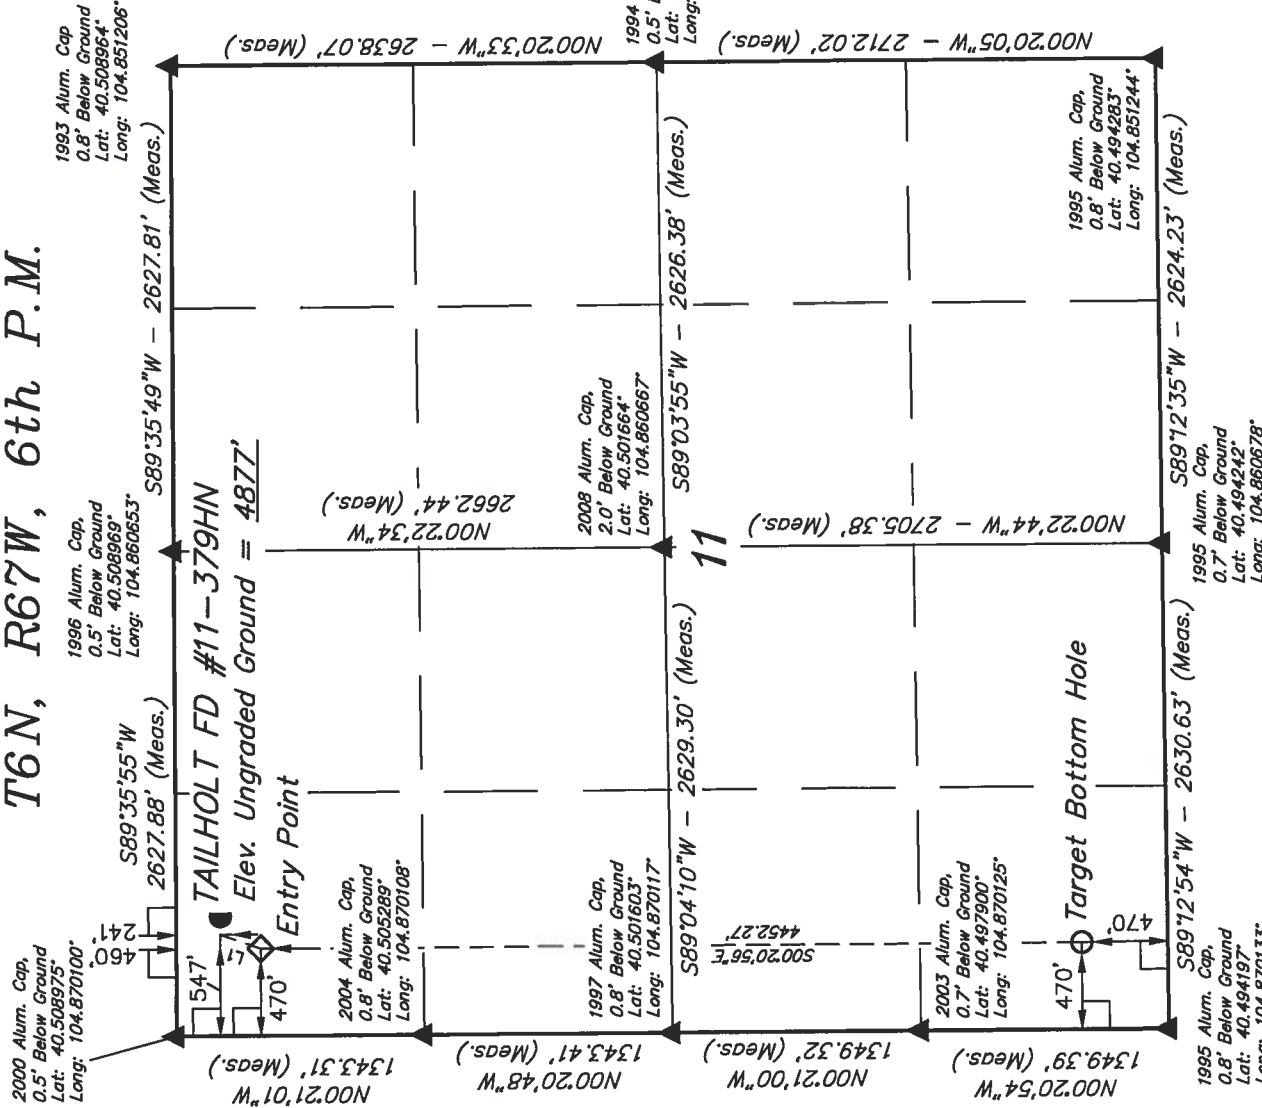 T6N, R67W, 6th P.M.
2000 Alum. Cap,
0.5' Below Ground
Lat: 40.508975°
Long: 104.870100°
S89°35'55"W
2627.88' (Meas.)
1996 Alum. Cap,
0.5' Below Ground
Lat: 40.508969°
Long: 104.860653°
S89°35'49"W - 2627.81' (Meas.)
1993 Alum. Cap
0.8' Below Ground
Lat: 40.508964°
Long: 104.851206°
460'
241'
547'
L1
470'
TAILHOLT FD #11-379HN
Elev. Ungraded Ground = 4877'
Entry Point
N00°21'01"W
1343.31' (Meas.)
2004 Alum. Cap,
0.8' Below Ground
Lat: 40.505289°
Long: 104.870108°
N00°22'34"W
2662.44' (Meas.)
N00°20'33"W - 2638.07' (Meas.)
N00°20'48"W
1343.41' (Meas.)
1997 Alum. Cap,
0.8' Below Ground
Lat: 40.501603°
Long: 104.870117°
2008 Alum. Cap,
2.0' Below Ground
Lat: 40.501664°
Long: 104.860667°
1994
0.5'
Lat:
Long:
S89°04'10"W - 2629.30' (Meas.)
S89°03'55"W - 2626.38' (Meas.)
11
N00°21'00"W
1349.32' (Meas.)
S00°20'56"E
4452.27'
2003 Alum. Cap,
0.7' Below Ground
Lat: 40.497900°
Long: 104.870125°
N00°22'44"W - 2705.38' (Meas.)
N00°20'05"W - 2712.02' (Meas.)
N00°20'54"W
1349.39' (Meas.)
470'
Target Bottom Hole
470'
1995 Alum. Cap,
0.8' Below Ground
Lat: 40.494283°
Long: 104.851244°
S89°12'54"W - 2630.63' (Meas.)
S89°12'35"W - 2624.23' (Meas.)
1995 Alum. Cap,
0.8' Below Ground
Lat: 40.494197°
Long: 104.870133°
1995 Alum. Cap,
0.7' Below Ground
Lat: 40.494242°
Long: 104.860678°